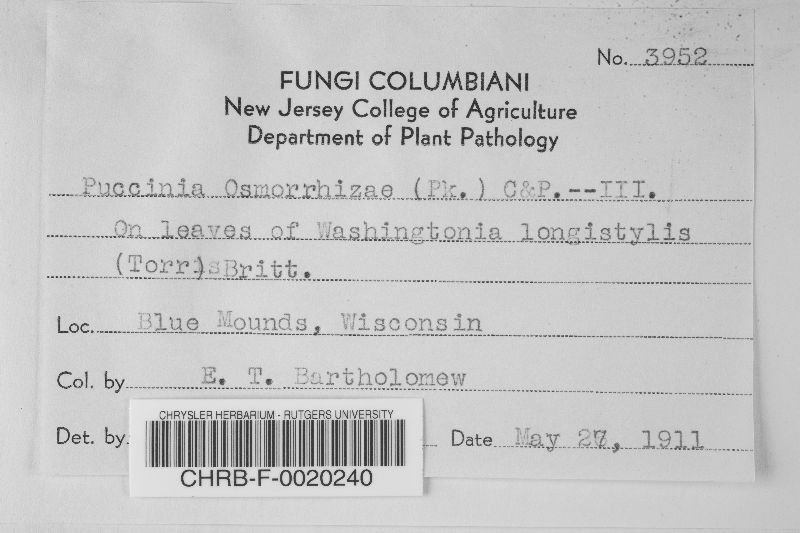 No. 3952
FUNGI COLUMBIANI
New Jersey College of Agriculture
Department of Plant Pathology
Puccinia Osmorrhizae (Pk.) C&P.--III.
On leaves of Washingtonia longistylis
(Torr.) Britt.
Loc. Blue Mounds, Wisconsin
Col. by E. T. Bartholomew
Det. by
Date May 27, 1911
CHRYSLER HERBARIUM - RUTGERS UNIVERSITY
CHRB-F-0020240